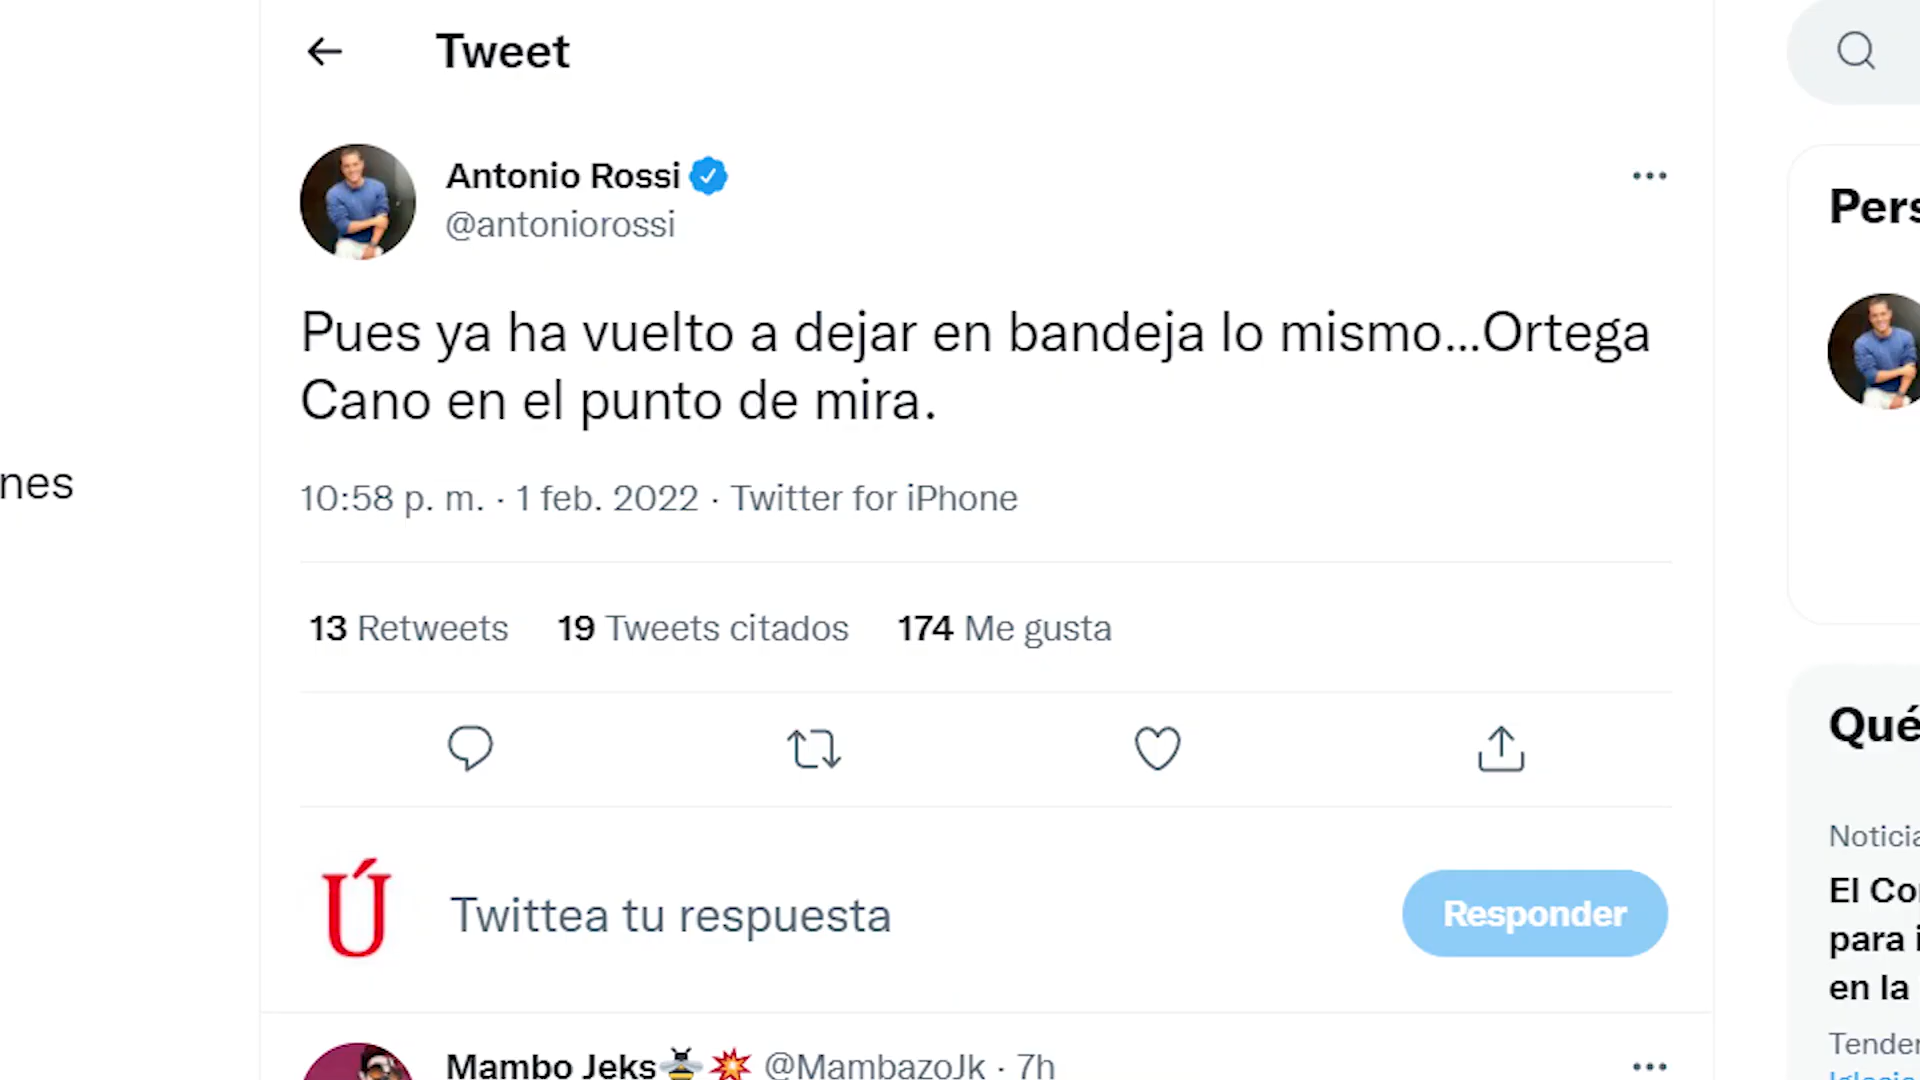 Tweet
Antonio Rossi
@antoniorossi
Pues ya ha vuelto a dejar en bandeja lo mismo...Ortega
Cano en el punto de mira.
10:58 p. m. · 1 feb. 2022 · Twitter for iPhone
13 Retweets 19 Tweets citados 174 Me gusta
Ú
Twittea tu respuesta
Responder
Mambo Jeks🐝💥 @MambazoJk · 7h
nes
Pers
Qué
Noticia
El Co
para i
en la
Tender